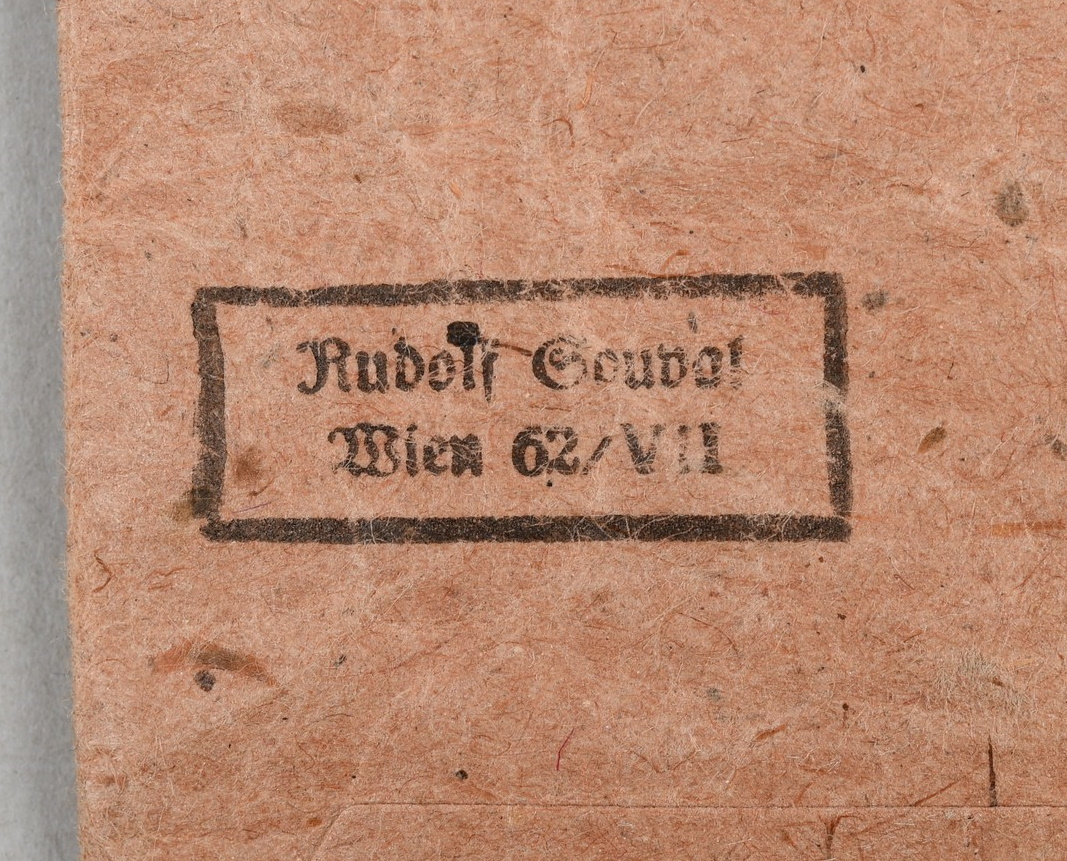 Rudolf Souval
Wien 62/VII